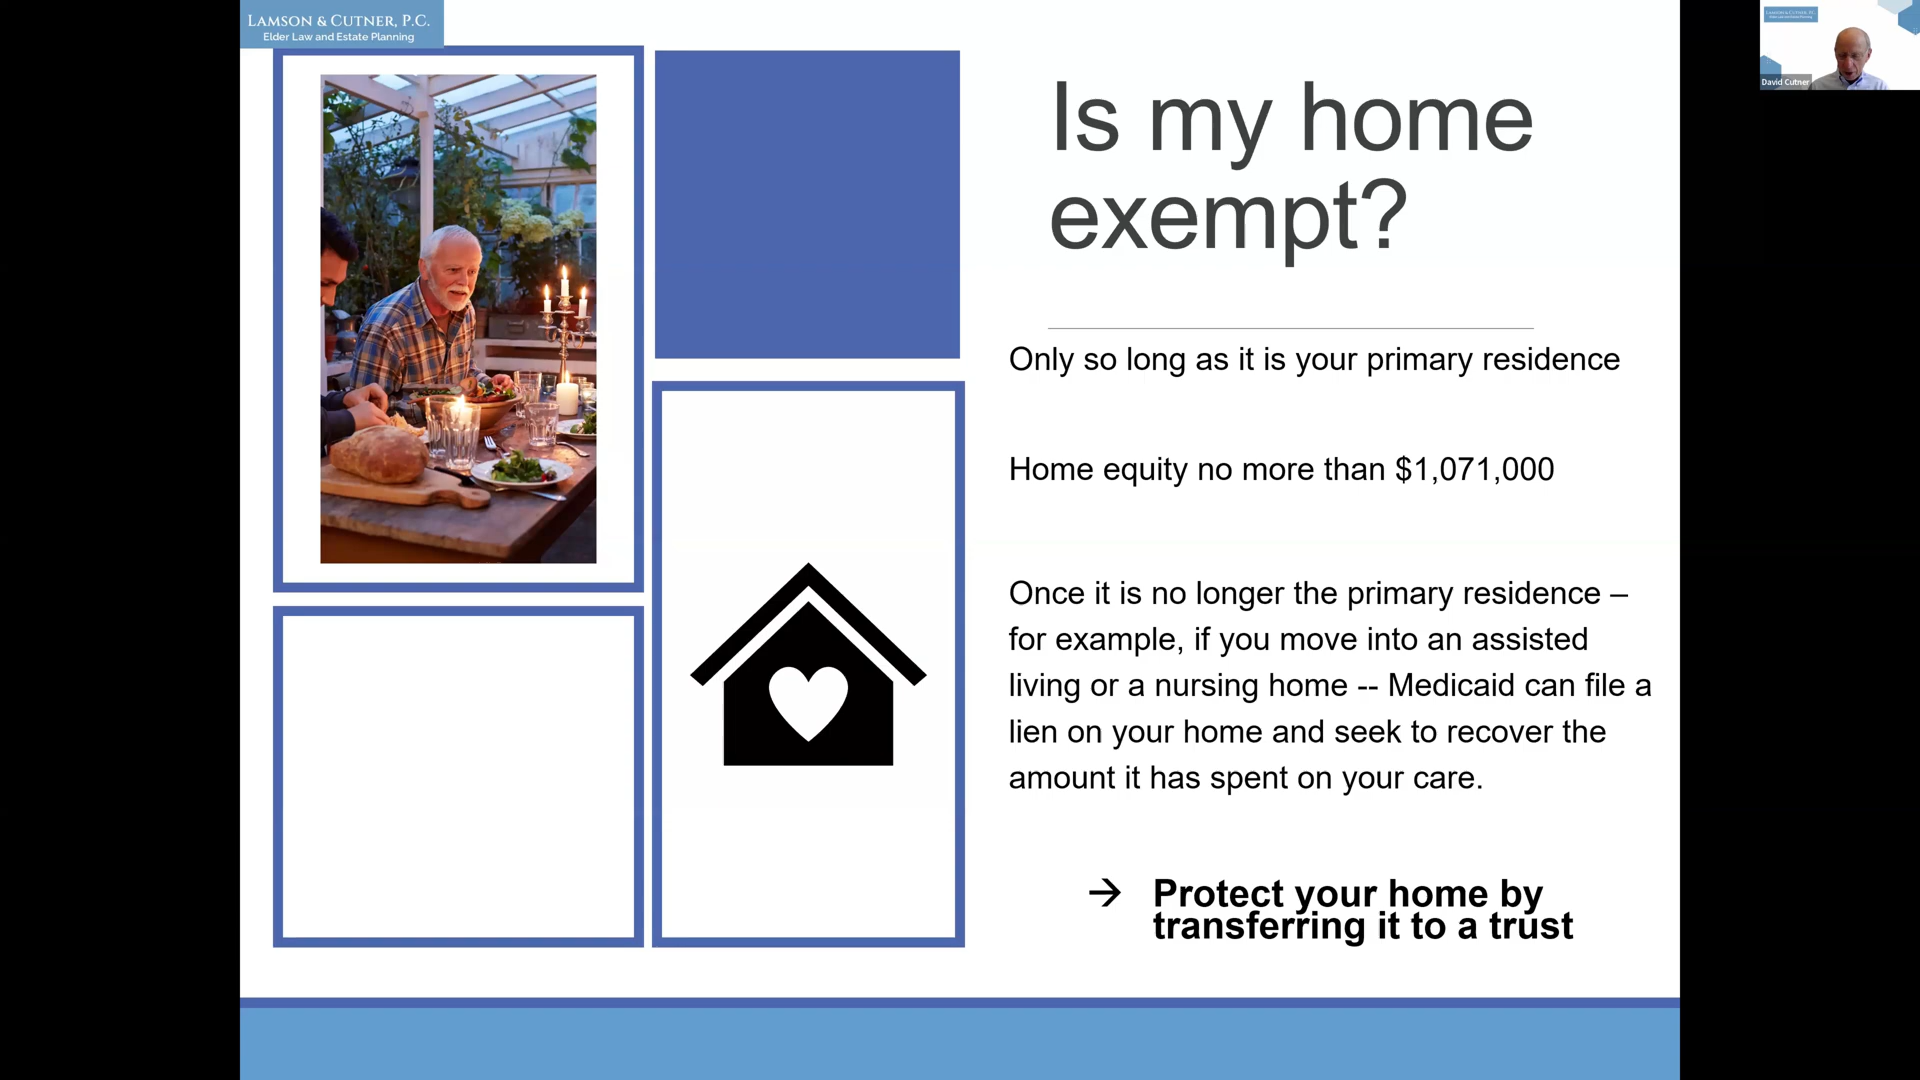 LAMSON & CUTNER, P.C.
Elder Law and Estate Planning
Is my home
exempt?
Only so long as it is your primary residence
Home equity no more than $1,071,000
Once it is no longer the primary residence –
for example, if you move into an assisted
living or a nursing home -- Medicaid can file a
lien on your home and seek to recover the
amount it has spent on your care.
→ Protect your home by
transferring it to a trust
David Cutner